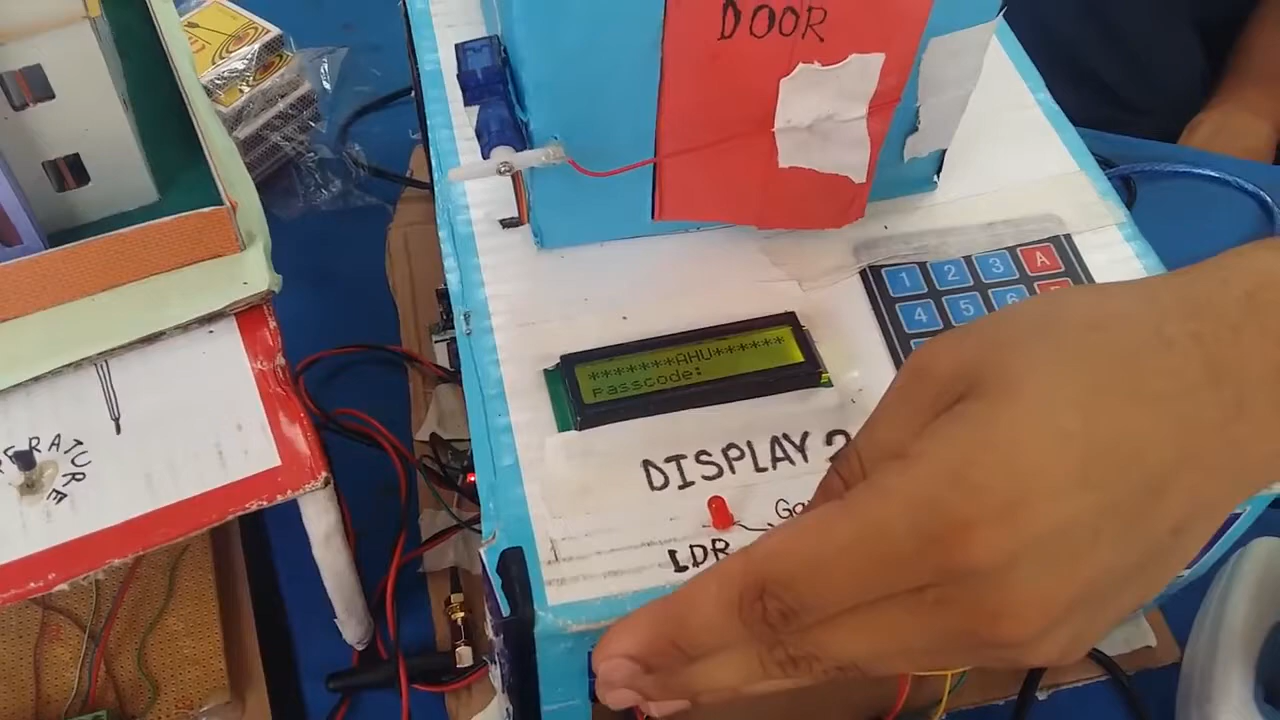 DOOR
1 2 3 A
4 5 6
*******AHU******
Passcode:
DISPLAY 2
LDR